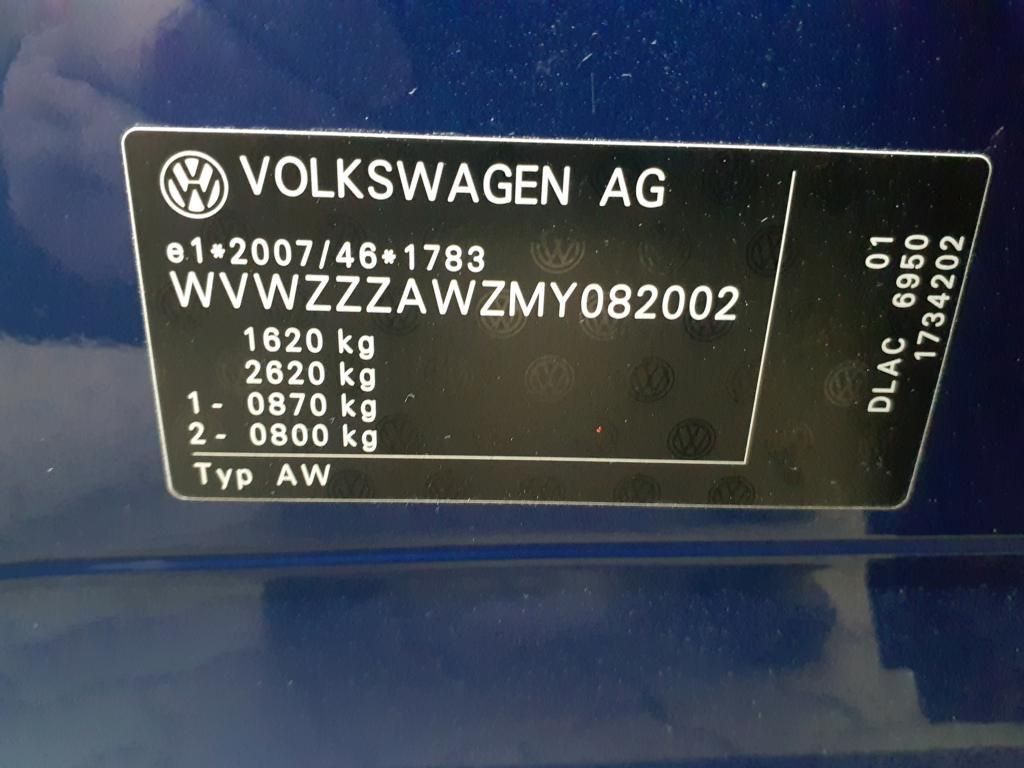 VOLKSWAGEN AG
e1*2007/46*1783
WVWZZZAWZMY082002
1620 kg
2620 kg
1- 0870 kg
2- 0800 kg
Typ AW
01
DLAC 6950
1734202